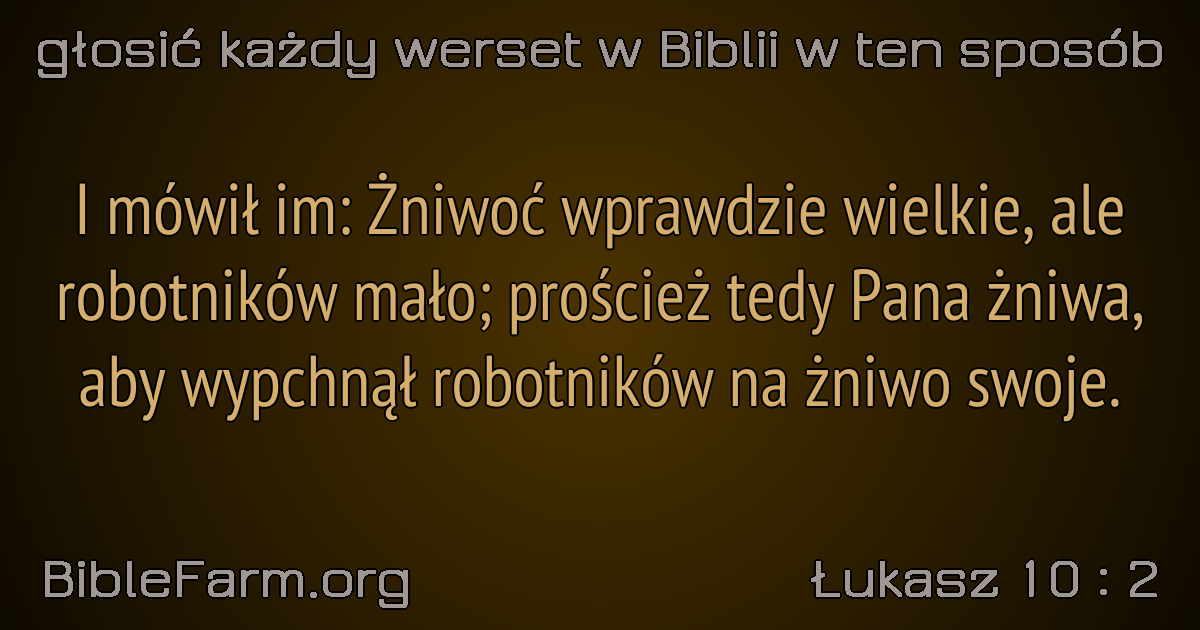 głosić każdy werset w Biblii w ten sposób
I mówił im: Żniwoć wprawdzie wielkie, ale
robotników mało; proścież tedy Pana żniwa,
aby wypchnął robotników na żniwo swoje.
BibleFarm.org
Łukasz 10 : 2